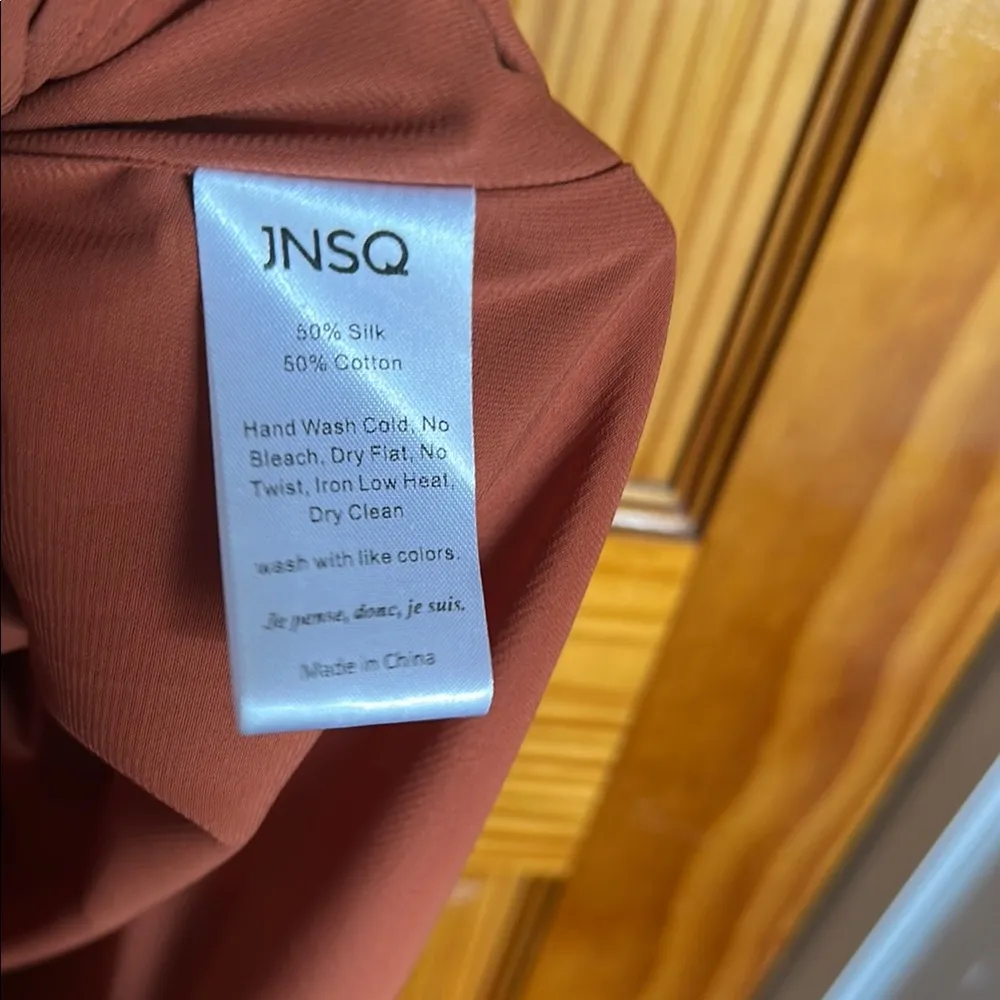 JNSQ
50% Silk
50% Cotton
Hand Wash Cold, No
Bleach, Dry Flat, No
Twist, Iron Low Heat,
Dry Clean
wash with like colors.
Je pense, donc, je suis.
Made in China